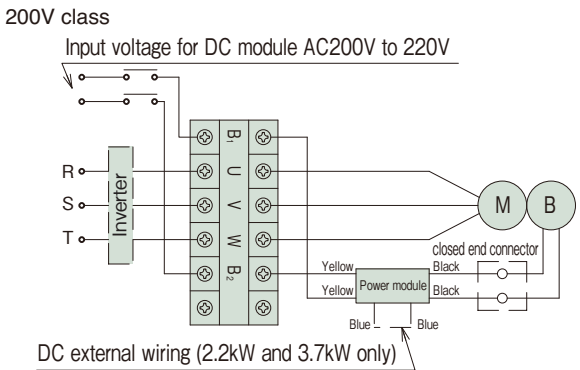 200V class
Input voltage for DC module AC200V to 220V
B₁
R
U
S
Inverter
V
M
B
T
W
closed end connector
B₂
Yellow
Black
Power module
Yellow
Black
Blue
Blue
DC external wiring (2.2kW and 3.7kW only)